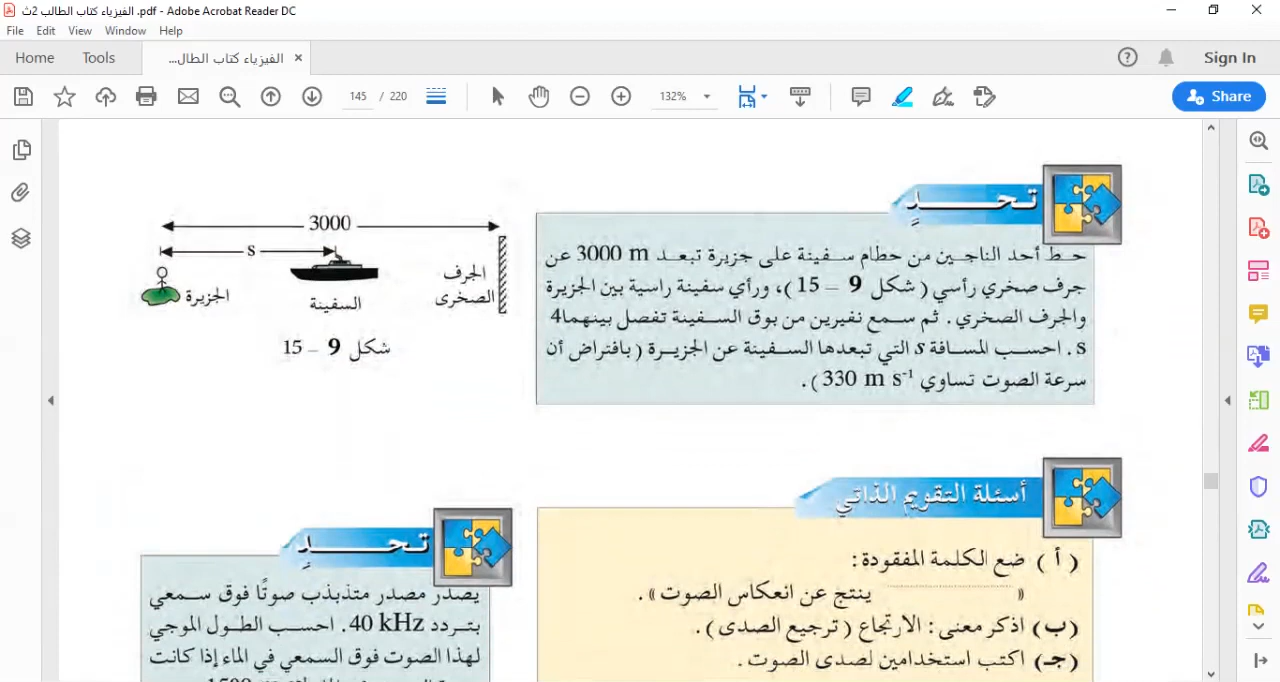 الفيزياء كتاب الطالب 2ث .pdf - Adobe Acrobat Reader DC
File Edit View Window Help
Home Tools الفيزياء كتاب الطال... × Sign In
145 / 220 132% Share
تحدٍ
حط أحد الناجين من حطام سفينة على جزيرة تبعد 3000 m عن
جرف صخري رأسي (شكل 9 – 15)، ورأي سفينة راسية بين الجزيرة
والجرف الصخري. ثم سمع نفيرين من بوق السفينة تفصل بينهما4
s. احسب المسافة s التي تبعدها السفينة عن الجزيرة (بافتراض أن
سرعة الصوت تساوي 330 m s-1).
3000
s
الجرف
الصخرى
السفينة
الجزيرة
شكل 9 – 15
أسئلة التقويم الذاتي
(أ) ضع الكلمة المفقودة:
« .............................. ينتج عن انعكاس الصوت».
(ب) اذكر معنى: الارتجاع (ترجيع الصدى).
(جـ) اكتب استخدامين لصدى الصوت.
تحدٍ
يصدر مصدر متذبذب صوتًا فوق سمعي
بتردد 40 kHz. احسب الطول الموجي
لهذا الصوت فوق السمعي في الماء إذا كانت